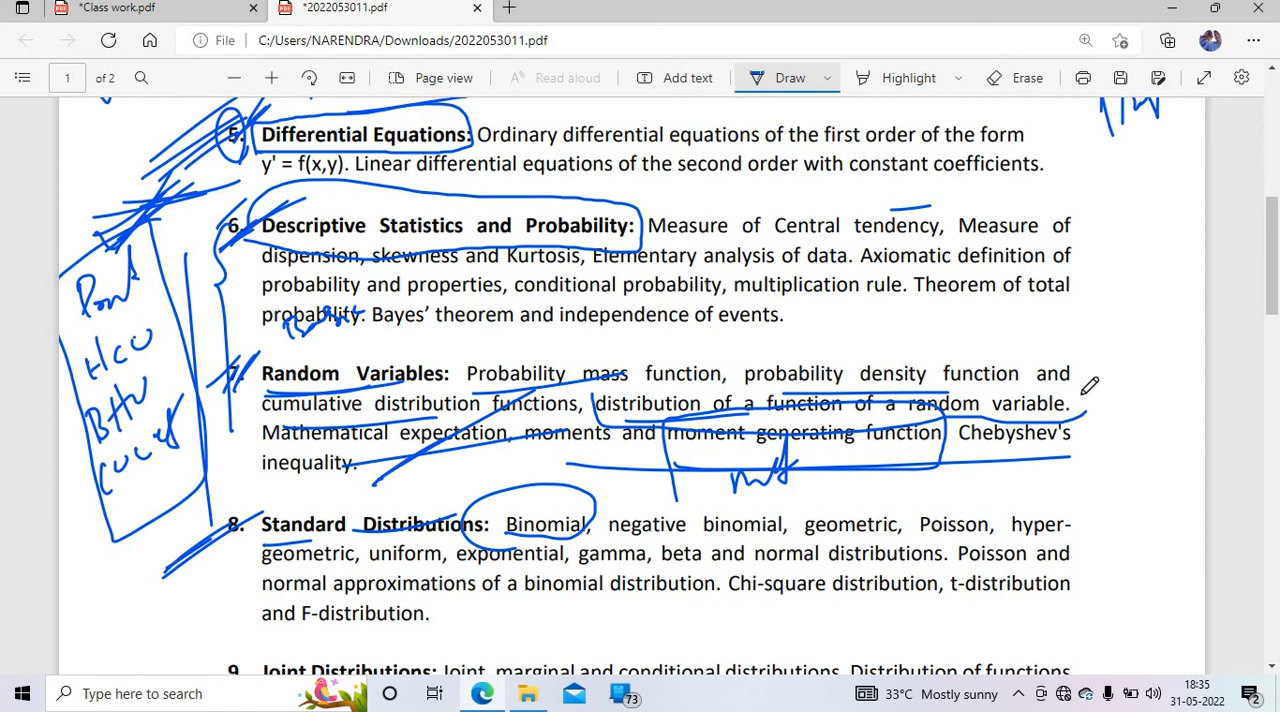 *Class work.pdf
*2022053011.pdf
File
C:/Users/NARENDRA/Downloads/2022053011.pdf
1 of 2
Page view
Read aloud
Add text
Draw
Highlight
Erase
5. Differential Equations: Ordinary differential equations of the first order of the form
y' = f(x,y). Linear differential equations of the second order with constant coefficients.
6. Descriptive Statistics and Probability: Measure of Central tendency, Measure of
dispension, skewness and Kurtosis, Elementary analysis of data. Axiomatic definition of
probability and properties, conditional probability, multiplication rule. Theorem of total
probability. Bayes' theorem and independence of events.
7. Random Variables: Probability mass function, probability density function and
cumulative distribution functions, distribution of a function of a random variable.
Mathematical expectation, moments and moment generating function Chebyshev's
inequality.
mgf
HCU
BHU
8. Standard Distributions: Binomial, negative binomial, geometric, Poisson, hyper-
geometric, uniform, exponential, gamma, beta and normal distributions. Poisson and
normal approximations of a binomial distribution. Chi-square distribution, t-distribution
and F-distribution.
9. Joint Distributions: Joint, marginal and conditional distributions, Distribution of functions
Type here to search
73
33°C Mostly sunny
18:35
31-05-2022
2